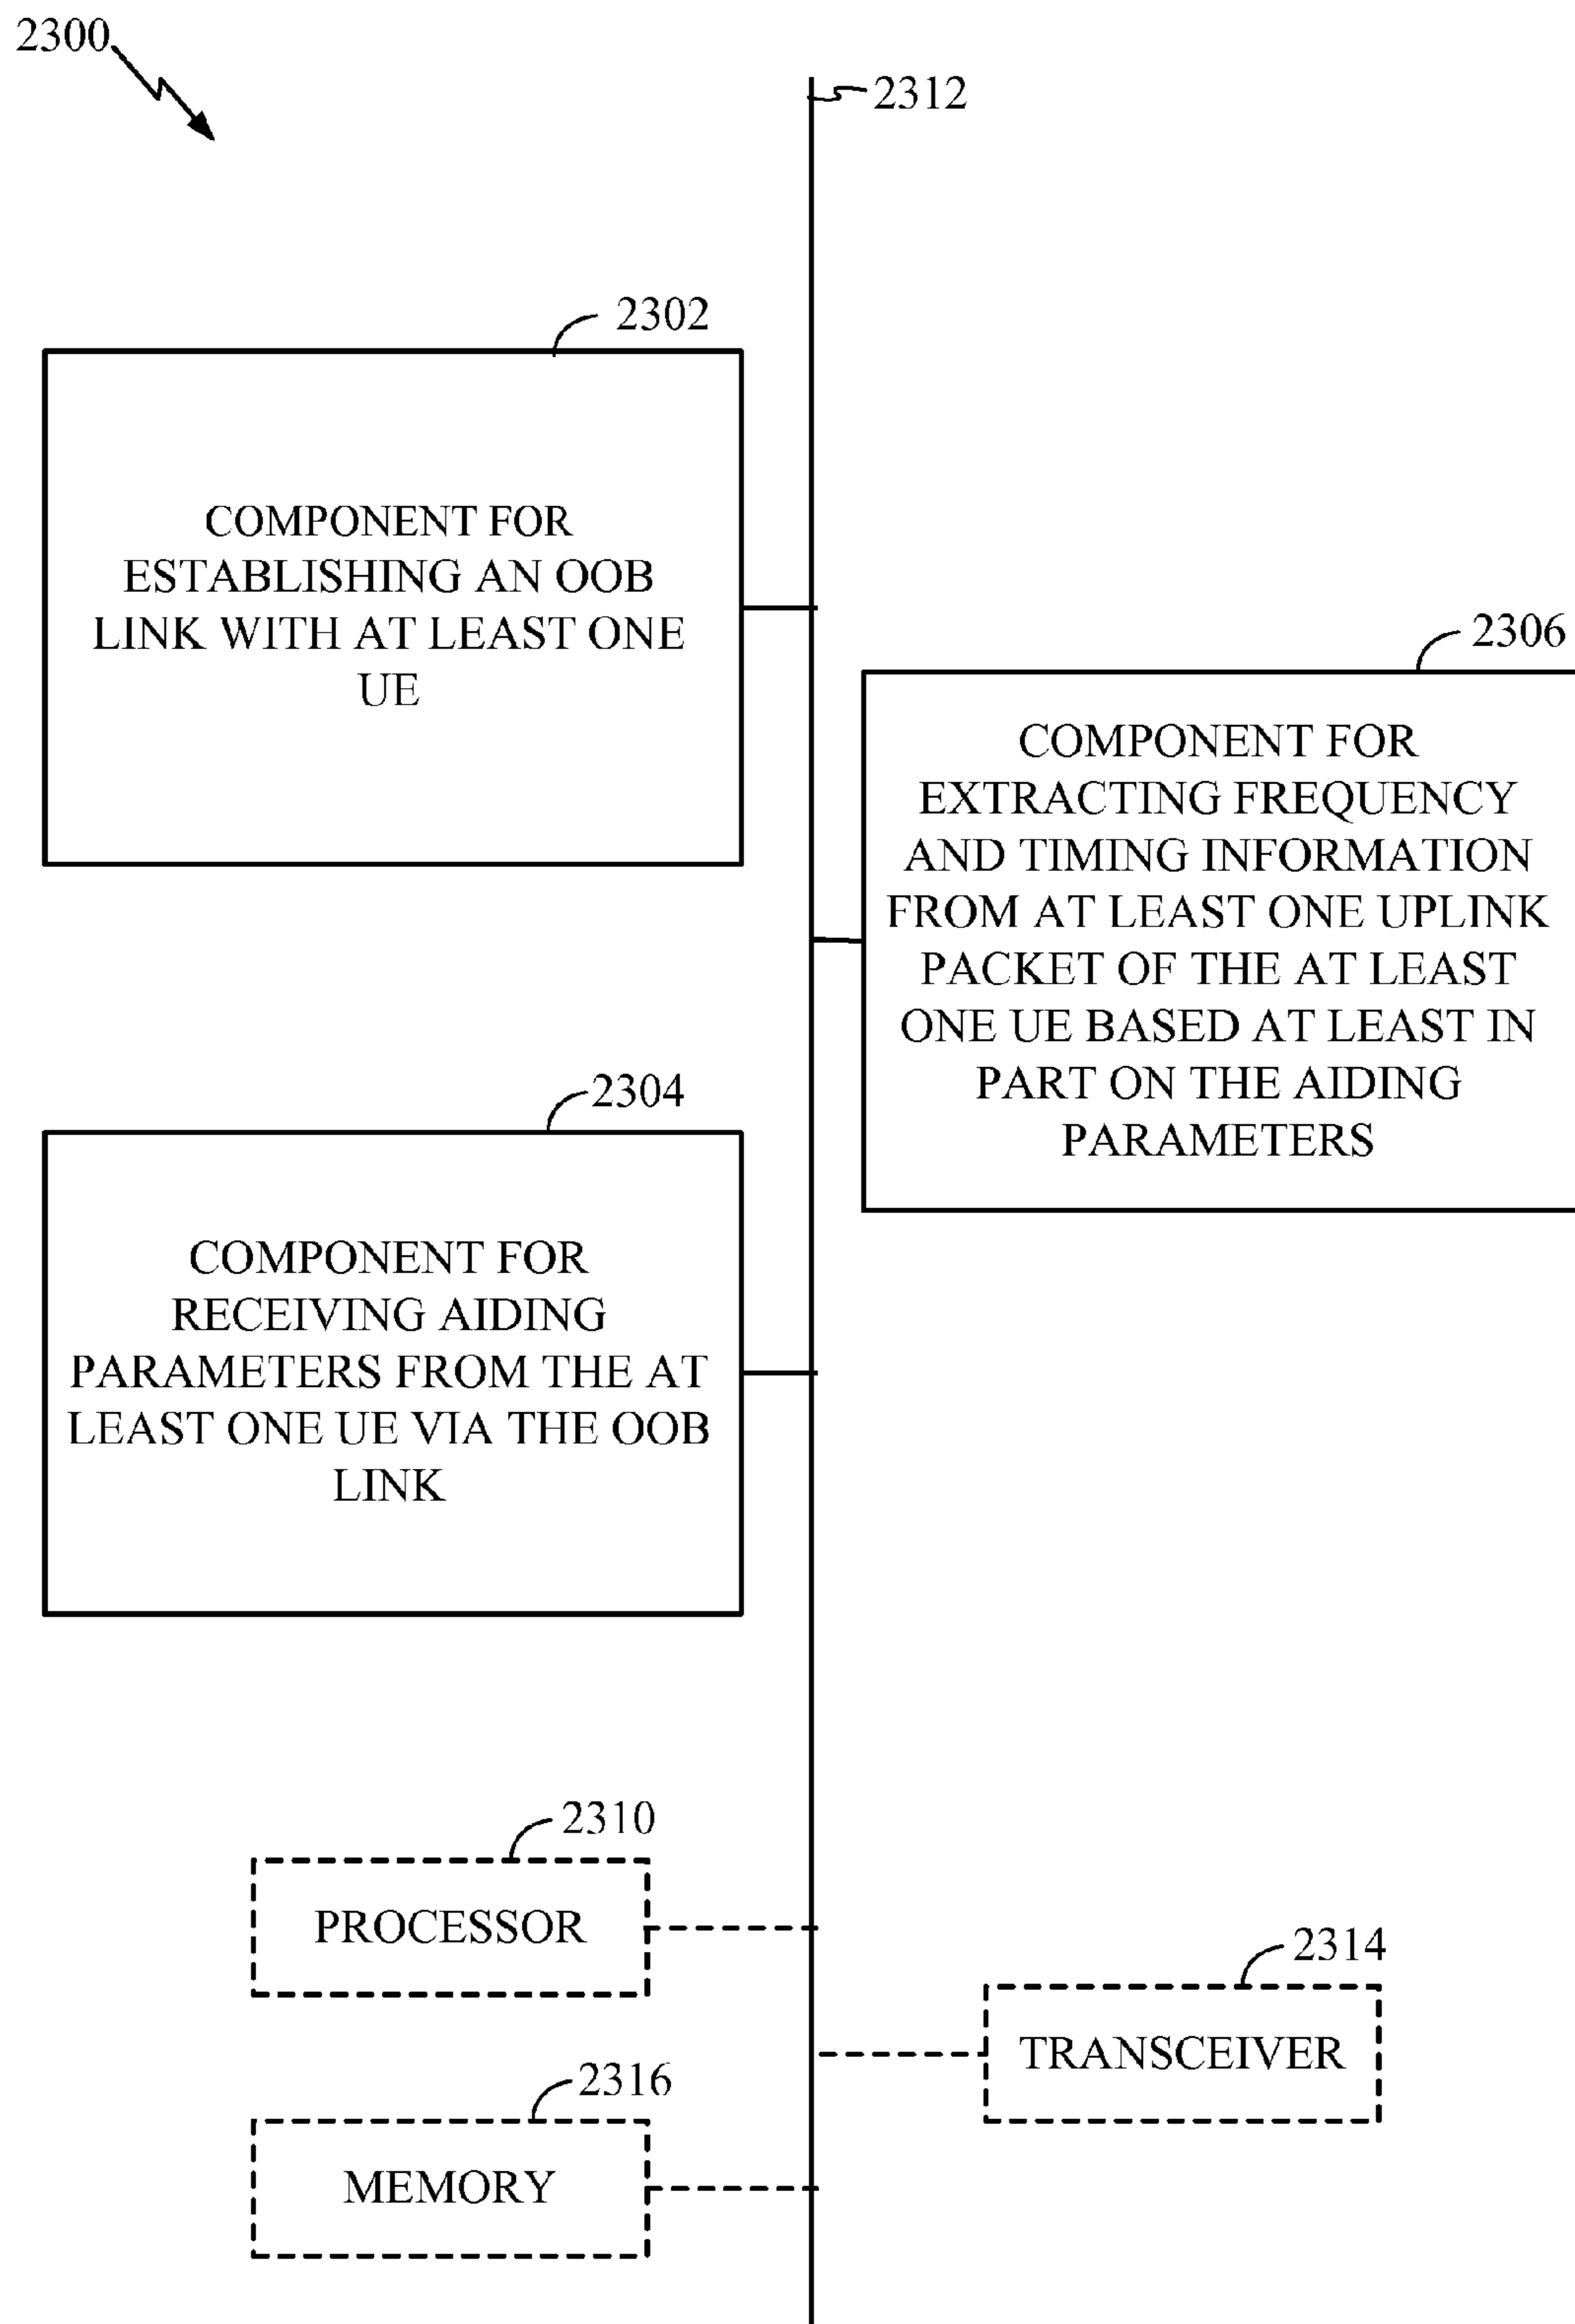 2300
2312
2302
COMPONENT FOR
ESTABLISHING AN OOB
LINK WITH AT LEAST ONE
UE
2306
COMPONENT FOR
EXTRACTING FREQUENCY
AND TIMING INFORMATION
FROM AT LEAST ONE UPLINK
PACKET OF THE AT LEAST
ONE UE BASED AT LEAST IN
PART ON THE AIDING
PARAMETERS
2304
COMPONENT FOR
RECEIVING AIDING
PARAMETERS FROM THE AT
LEAST ONE UE VIA THE OOB
LINK
2310
PROCESSOR
2314
TRANSCEIVER
2316
MEMORY